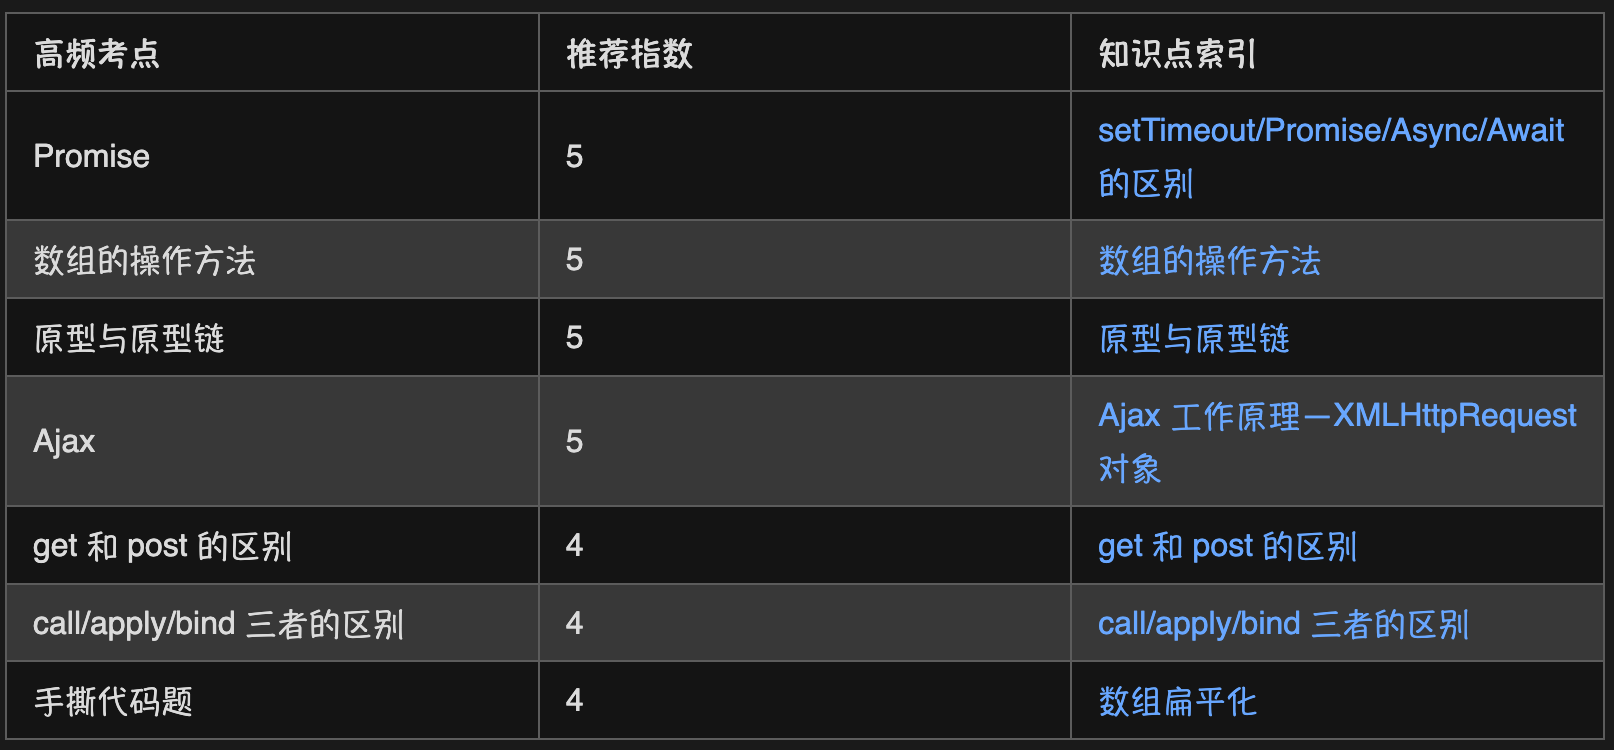 高频考点
推荐指数
知识点索引
Promise
5
setTimeout/Promise/Async/Await
的区别
数组的操作方法
5
数组的操作方法
原型与原型链
5
原型与原型链
Ajax
5
Ajax 工作原理—XMLHttpRequest
对象
get 和 post 的区别
4
get 和 post 的区别
call/apply/bind 三者的区别
4
call/apply/bind 三者的区别
手撕代码题
4
数组扁平化